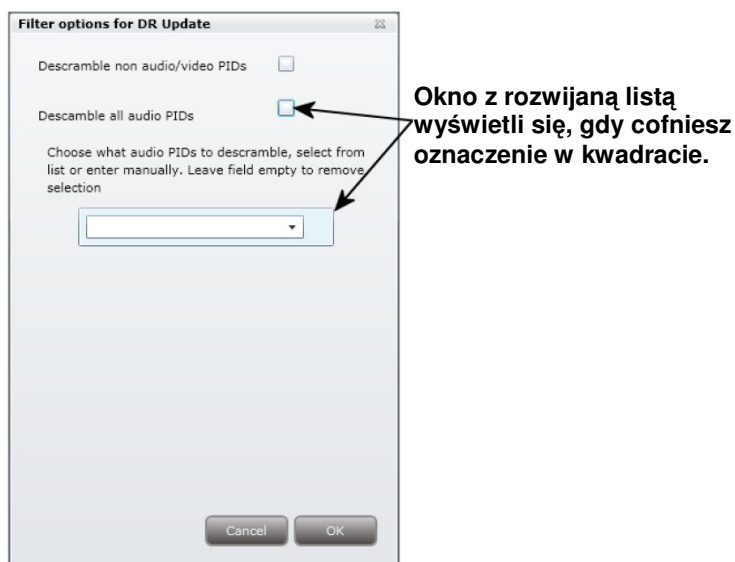 Filter options for DR Update
Descramble non audio/video PIDs
Descamble all audio PIDs
Okno z rozwijaną listą
wyświetli się, gdy cofniesz
oznaczenie w kwadracie.
Choose what audio PIDs to descramble, select from
list or enter manually. Leave field empty to remove
selection
Cancel
OK